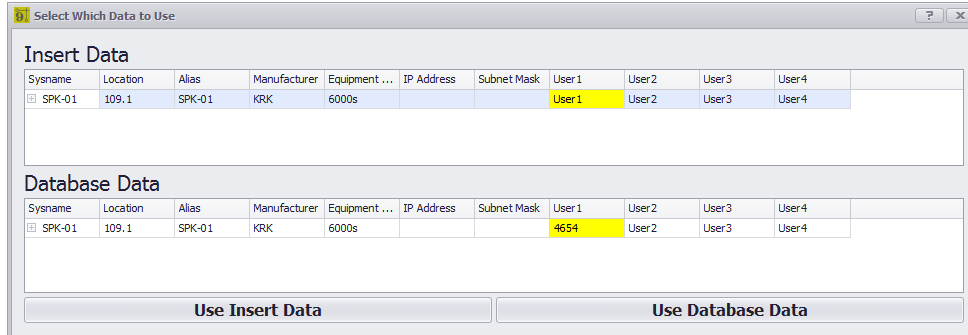 Select Which Data to Use
Insert Data
Sysname Location Alias Manufacturer Equipment ... IP Address Subnet Mask User1 User2 User3 User4
SPK-01 109.1 SPK-01 KRK 6000s User1 User2 User3 User4
Database Data
Sysname Location Alias Manufacturer Equipment ... IP Address Subnet Mask User1 User2 User3 User4
SPK-01 109.1 SPK-01 KRK 6000s 4654 User2 User3 User4
Use Insert Data Use Database Data